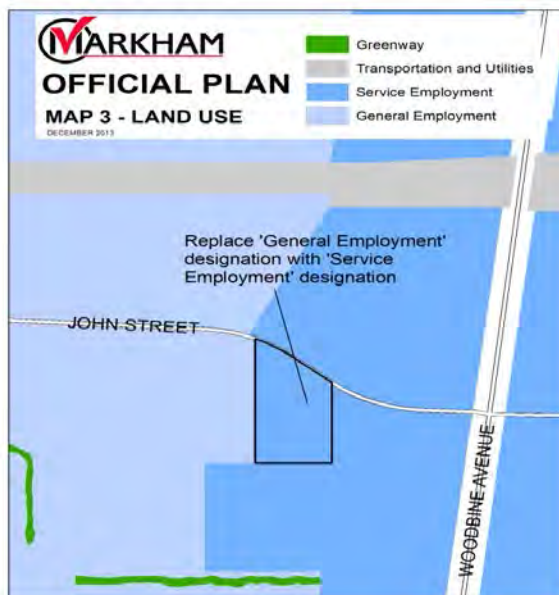 MARKHAM
OFFICIAL PLAN
MAP 3 - LAND USE
DECEMBER 2013
Greenway
Transportation and Utilities
Service Employment
General Employment
Replace 'General Employment'
designation with 'Service
Employment' designation
JOHN STREET
WOODBINE AVENUE